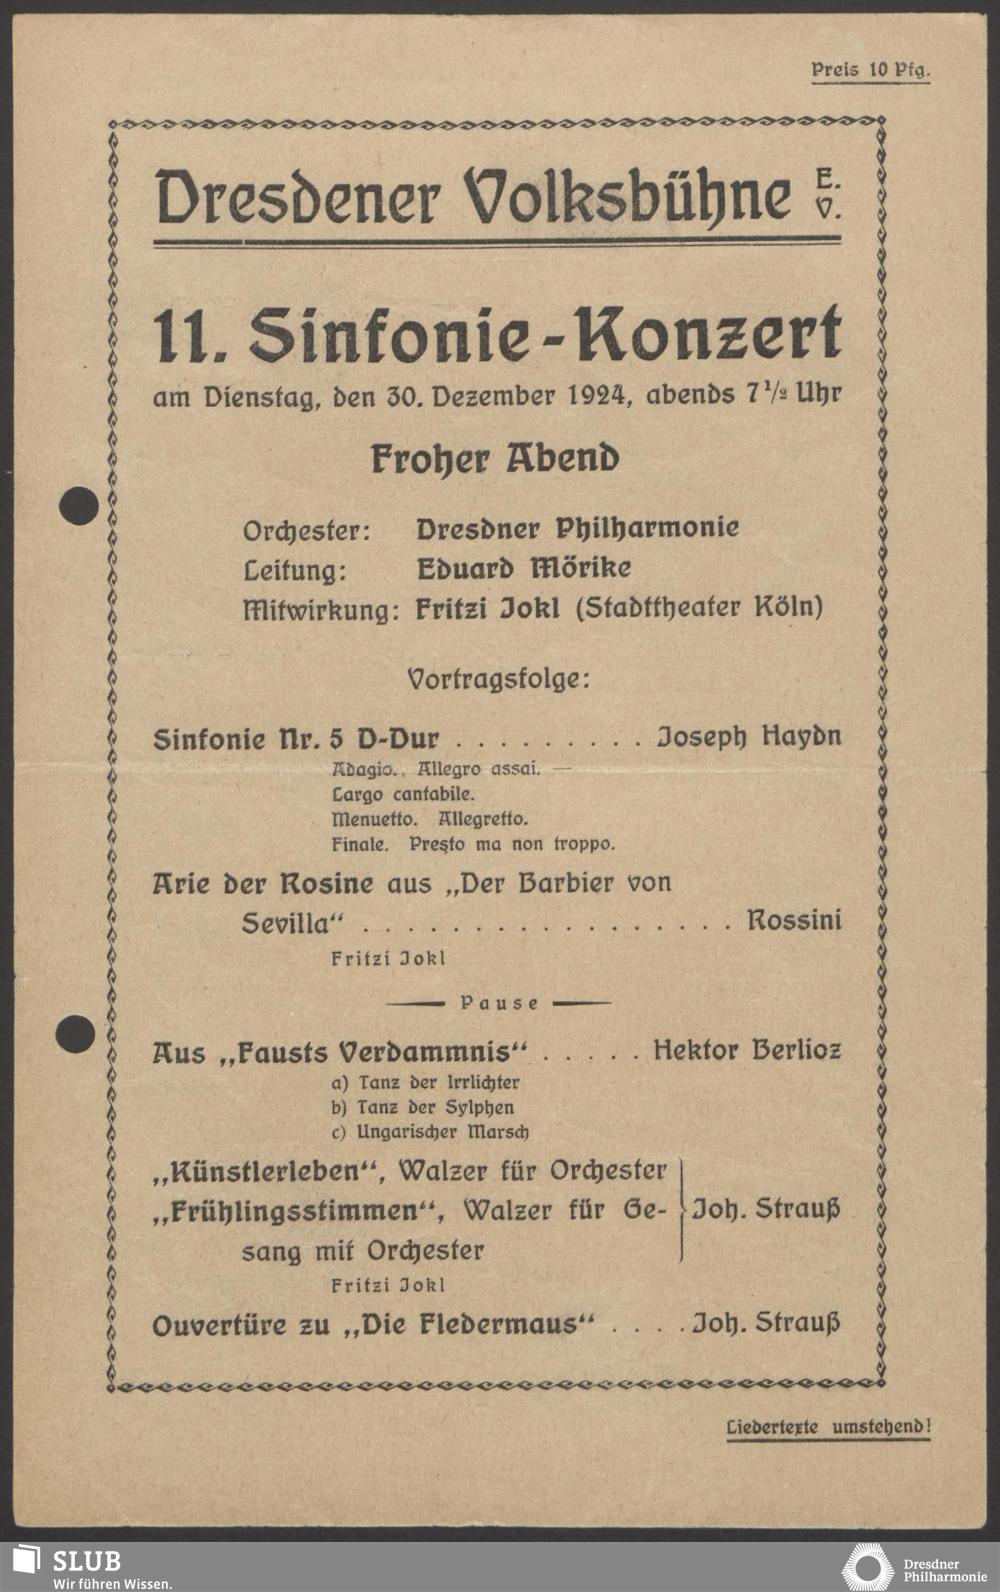 Preis 10 Pfg.
Dresdener Volksbühne E. V.
11. Sinfonie-Konzert
am Dienstag, den 30. Dezember 1924, abends 7 1/2 Uhr
Froher Abend
Orchester: Dresdner Philharmonie
Leitung: Eduard Mörike
Mitwirkung: Fritzi Jokl (Stadttheater Köln)
Vortragsfolge:
Sinfonie Nr. 5 D-Dur . . . . . . . . . Joseph Haydn
Adagio. Allegro assai. —
Largo cantabile.
Menuetto. Allegretto.
Finale. Presto ma non troppo.
Arie der Rosine aus „Der Barbier von
Sevilla“ . . . . . . . . . . . . . . . . . Rossini
Fritzi Jokl
Pause
Aus „Fausts Verdammnis“ . . . . . Hektor Berlioz
a) Tanz der Irrlichter
b) Tanz der Sylphen
c) Ungarischer Marsch
„Künstlerleben“, Walzer für Orchester
„Frühlingsstimmen“, Walzer für Ge- Joh. Strauß
sang mit Orchester
Fritzi Jokl
Ouvertüre zu „Die Fledermaus“ . . . . Joh. Strauß
Liedertexte umstehend!
SLUB
Wir führen Wissen.
Dresdner
Philharmonie